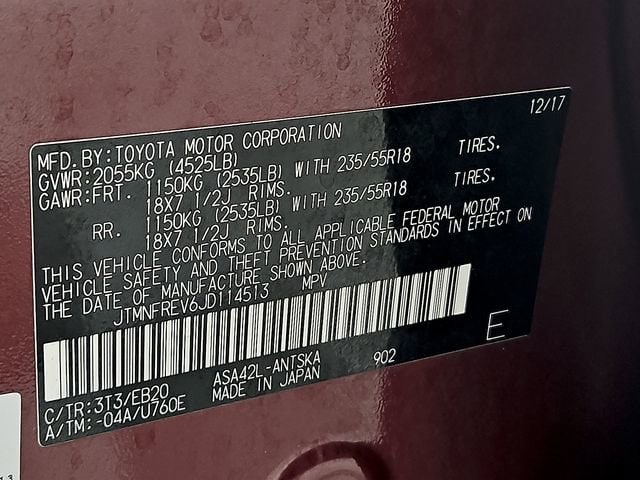 12/17
MFD.BY:TOYOTA MOTOR CORPORATION
GVWR:2055KG (4525LB)
GAWR:FRT. 1150KG (2535LB) WITH 235/55R18 TIRES.
18X7 1/2J RIMS.
RR. 1150KG (2535LB) WITH 235/55R18 TIRES.
18X7 1/2J RIMS.
THIS VEHICLE CONFORMS TO ALL APPLICABLE FEDERAL MOTOR
VEHICLE SAFETY AND THEFT PREVENTION STANDARDS IN EFFECT ON
THE DATE OF MANUFACTURE SHOWN ABOVE.
JTMNFREV6JD114513 MPV
E
C/TR:3T3/EB20 ASA42L-ANTSKA 902
A/TM:-04A/U760E MADE IN JAPAN